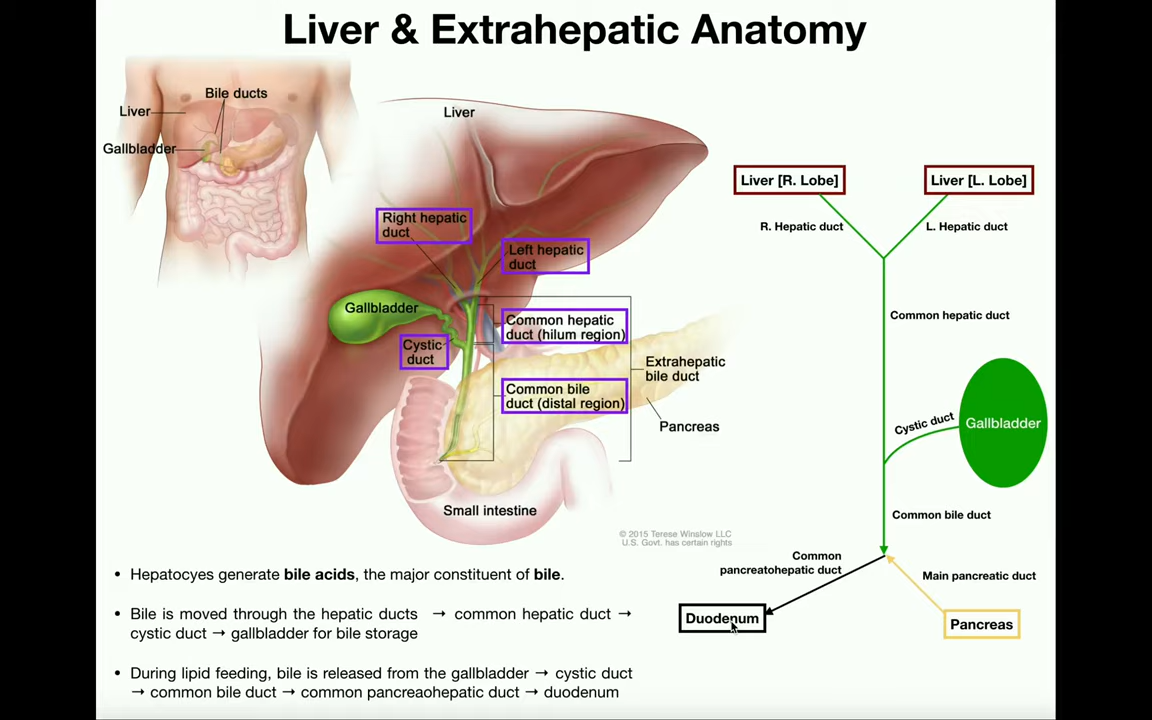 Liver & Extrahepatic Anatomy
Bile ducts
Liver
Gallbladder
Liver
Right hepatic
duct
Left hepatic
duct
Gallbladder
Common hepatic
duct (hilum region)
Cystic
duct
Extrahepatic
bile duct
Common bile
duct (distal region)
Pancreas
Small intestine
© 2015 Terese Winslow LLC
U.S. Govt. has certain rights
Liver [R. Lobe]
Liver [L. Lobe]
R. Hepatic duct
L. Hepatic duct
Common hepatic duct
Cystic duct
Gallbladder
Common bile duct
Common
pancreatohepatic duct
Main pancreatic duct
Duodenum
Pancreas
• Hepatocyes generate bile acids, the major constituent of bile.
• Bile is moved through the hepatic ducts → common hepatic duct →
cystic duct → gallbladder for bile storage
• During lipid feeding, bile is released from the gallbladder → cystic duct
→ common bile duct → common pancreaohepatic duct → duodenum